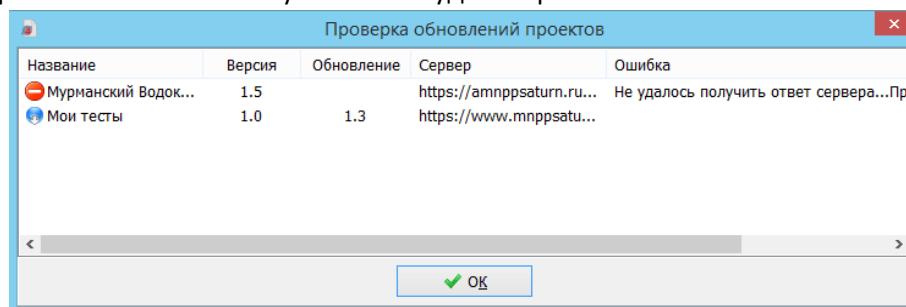 Проверка обновлений проектов
Название Версия Обновление Сервер Ошибка
Мурманский Водок... 1.5 https://amnppsaturn.ru... Не удалось получить ответ сервера...Пр
Мои тесты 1.0 1.3 https://www.mnppsatu...
OK